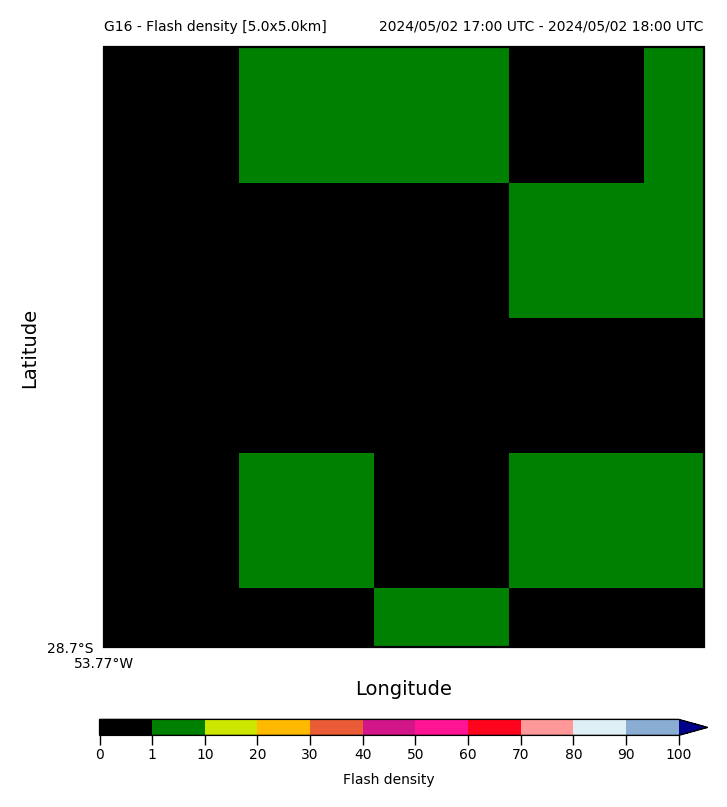 G16 - Flash density [5.0x5.0km] 2024/05/02 17:00 UTC - 2024/05/02 18:00 UTC
Latitude
28.7°S
53.77°W
Longitude
0 1 10 20 30 40 50 60 70 80 90 100
Flash density